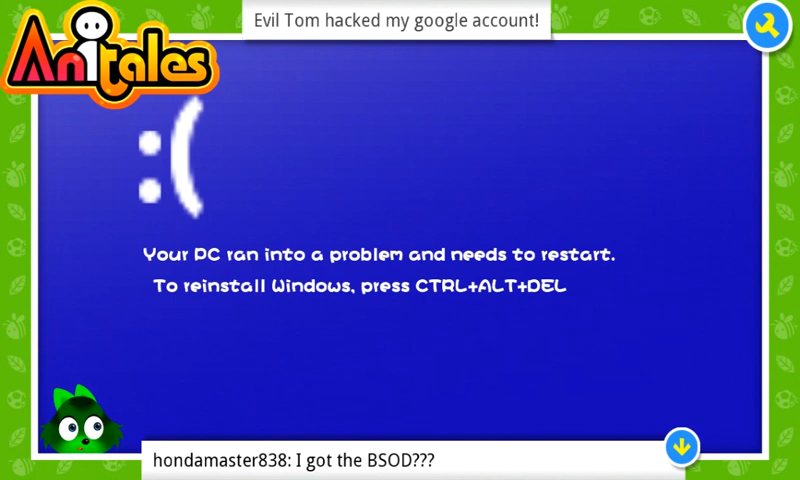 Evil Tom hacked my google account!
Anitales
:(
Your PC ran into a problem and needs to restart.
To reinstall Windows, press CTRL+ALT+DEL
hondamaster838: I got the BSOD???